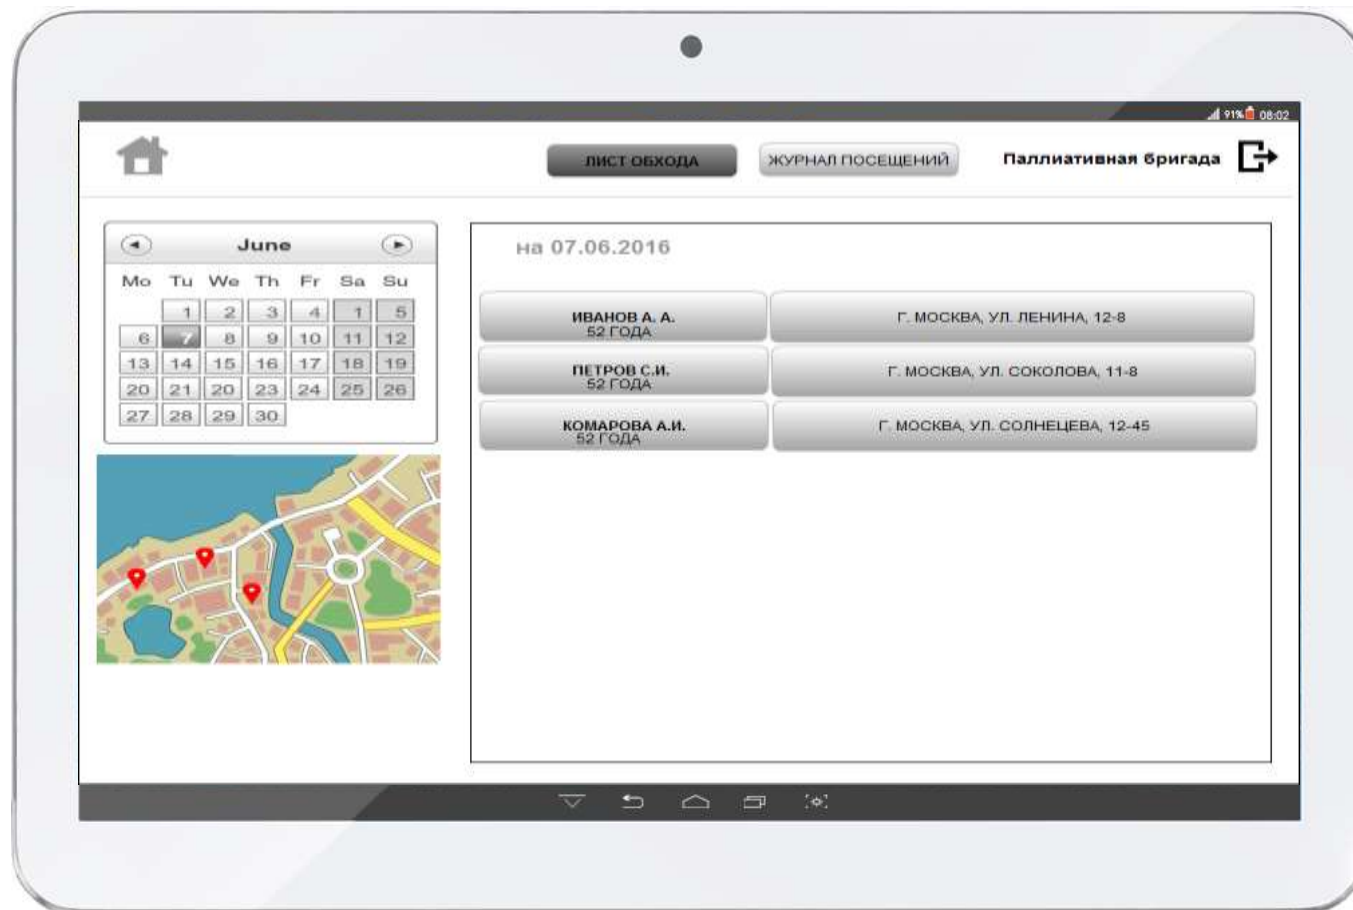 91% 08:02
ЛИСТ ОБХОДА ЖУРНАЛ ПОСЕЩЕНИЙ Паллиативная бригада
June
Mo Tu We Th Fr Sa Su
1 2 3 4 1 5
6 7 8 9 10 11 12
13 14 15 16 17 18 19
20 21 20 23 24 25 26
27 28 29 30
на 07.06.2016
ИВАНОВ А. А.
52 ГОДА
Г. МОСКВА, УЛ. ЛЕНИНА, 12-8
ПЕТРОВ С.И.
52 ГОДА
Г. МОСКВА, УЛ. СОКОЛОВА, 11-8
КОМАРОВА А.И.
52 ГОДА
Г. МОСКВА, УЛ. СОЛНЕЦЕВА, 12-45